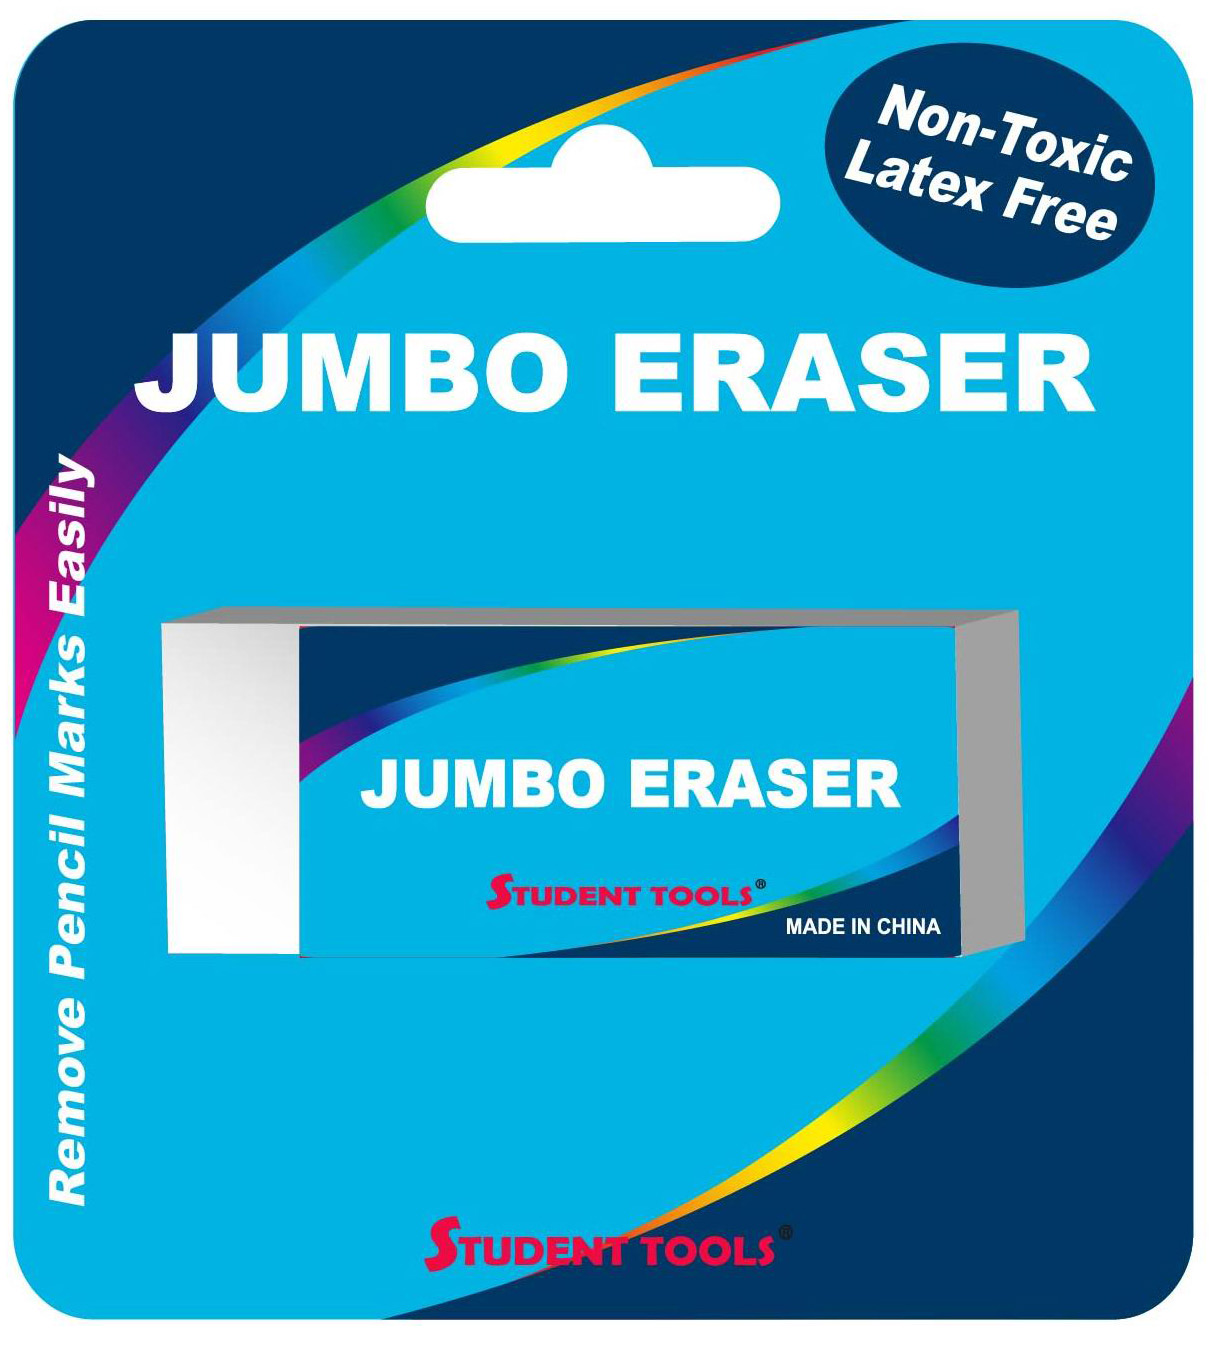 Non-Toxic
Latex Free
JUMBO ERASER
Remove Pencil Marks Easily
JUMBO ERASER
STUDENT TOOLS®
MADE IN CHINA
STUDENT TOOLS®